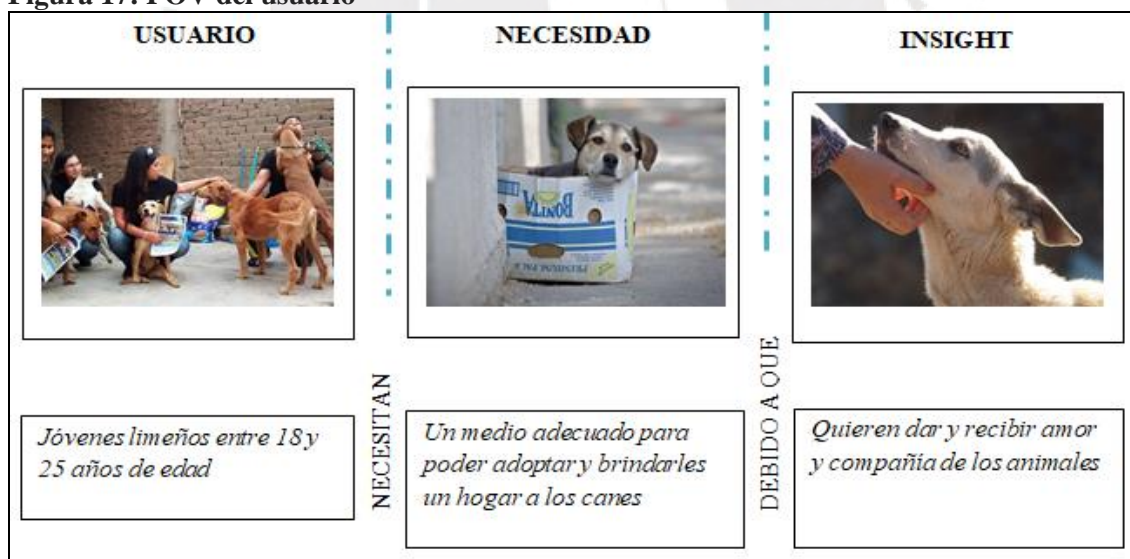 Figura 17: POV del usuario
USUARIO
NECESIDAD
INSIGHT
BONITA
PREMIUM
NECESITAN
DEBIDO A QUE
Jóvenes limeños entre 18 y
25 años de edad
Un medio adecuado para
poder adoptar y brindarles
un hogar a los canes
Quieren dar y recibir amor
y compañía de los animales